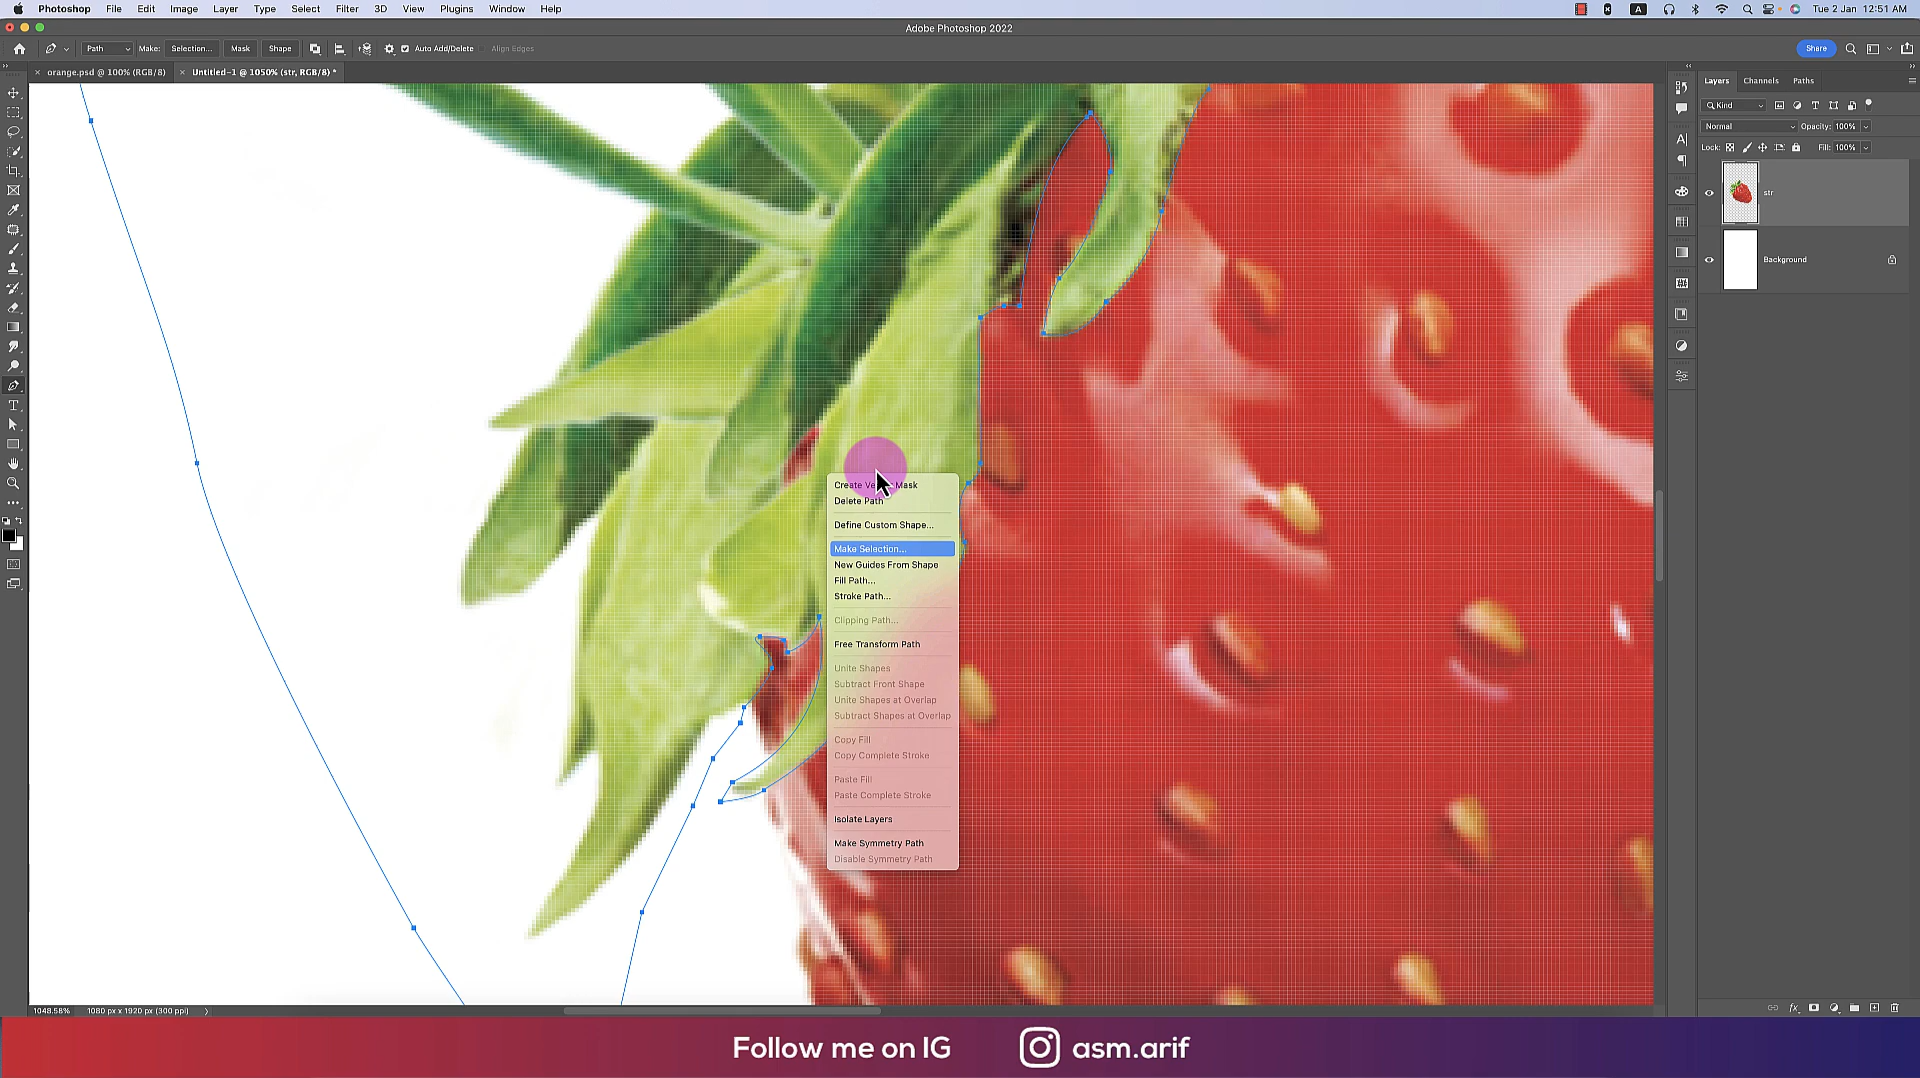 Photoshop File Edit Image Layer Type Select Filter 3D View Plugins Window Help
A
Tue 2 Jan 12:51 AM
Adobe Photoshop 2022
Path Make: Selection... Mask Shape Auto Add/Delete Align Edges
Share
orange.psd @ 100% (RGB/8) Untitled-1 @ 1050% (str, RGB/8) *
Layers Channels Paths
Kind
Normal Opacity: 100%
Lock: Fill: 100%
str
Background
Delete Path
Define Custom Shape...
Make Selection...
New Guides From Shape
Fill Path...
Stroke Path...
Clipping Path...
Free Transform Path
Unite Shapes
Subtract Front Shape
Unite Shapes at Overlap
Subtract Shapes at Overlap
Copy Fill
Copy Complete Stroke
Paste Fill
Paste Complete Stroke
Isolate Layers
Make Symmetry Path
Disable Symmetry Path
1048.58% 1080 px x 1920 px (300 ppi)
Follow me on IG asm.arif